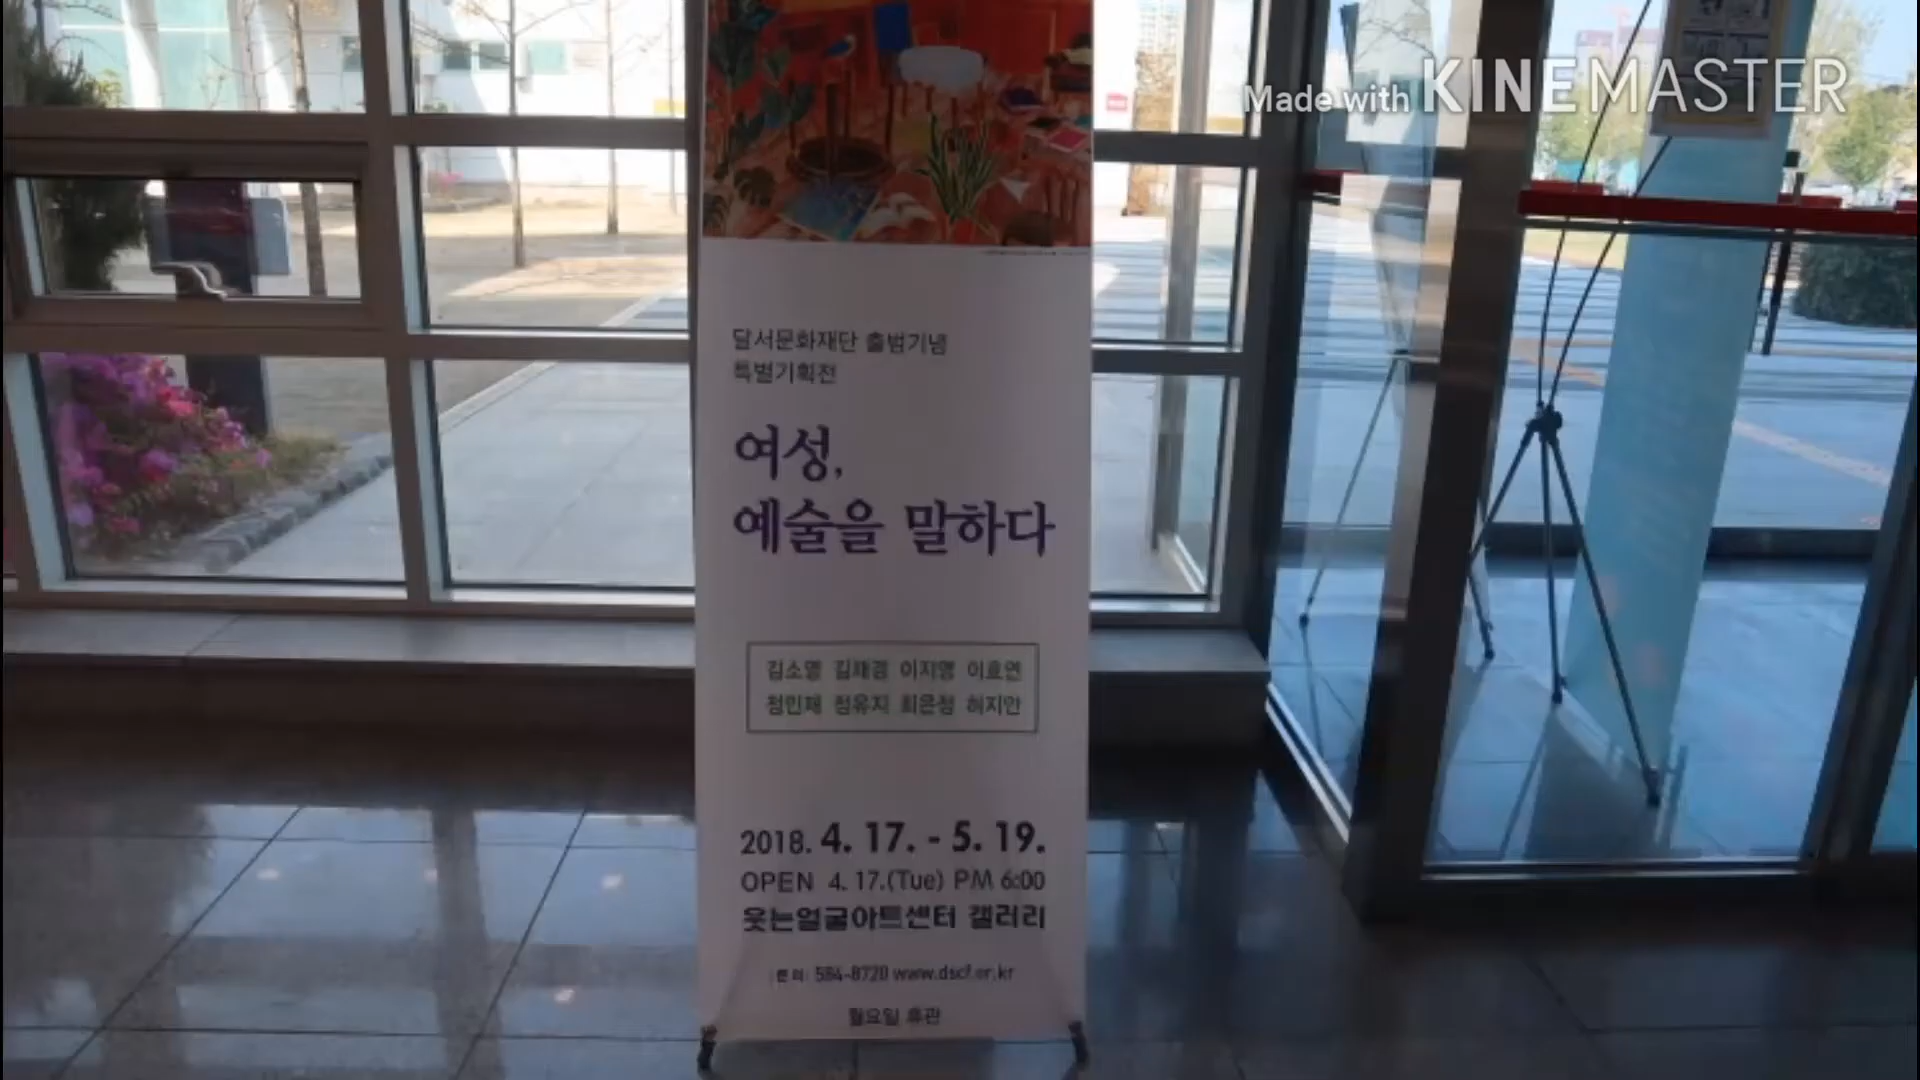 Made with KINEMASTER
달서문화재단 출범기념
특별기획전
여성,
예술을 말하다
김소영 김재경 이지영 이효연
정민제 정유지 최은정 허지안
2018. 4. 17. - 5. 19.
OPEN 4. 17.(Tue) PM 6:00
웃는얼굴아트센터 갤러리
문의: 584-8720 www.dscf.or.kr
월요일 휴관